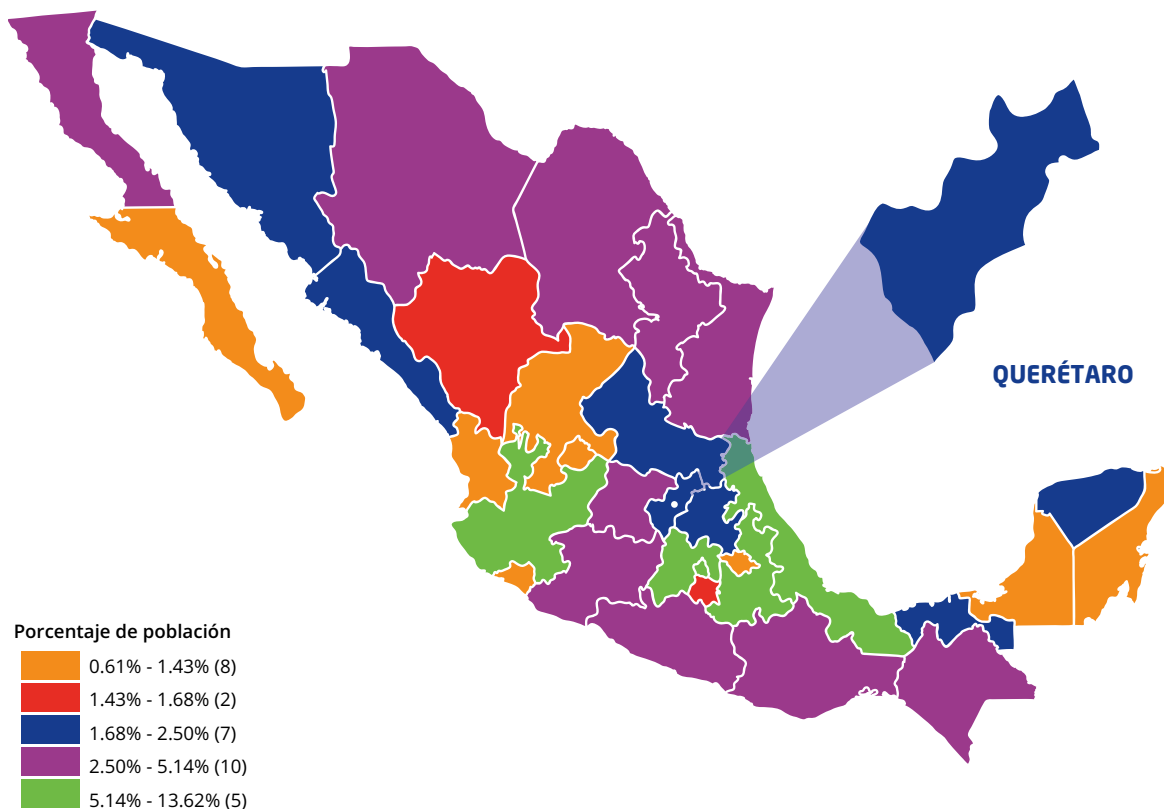 QUERÉTARO
Porcentaje de población
0.61% - 1.43% (8)
1.43% - 1.68% (2)
1.68% - 2.50% (7)
2.50% - 5.14% (10)
5.14% - 13.62% (5)